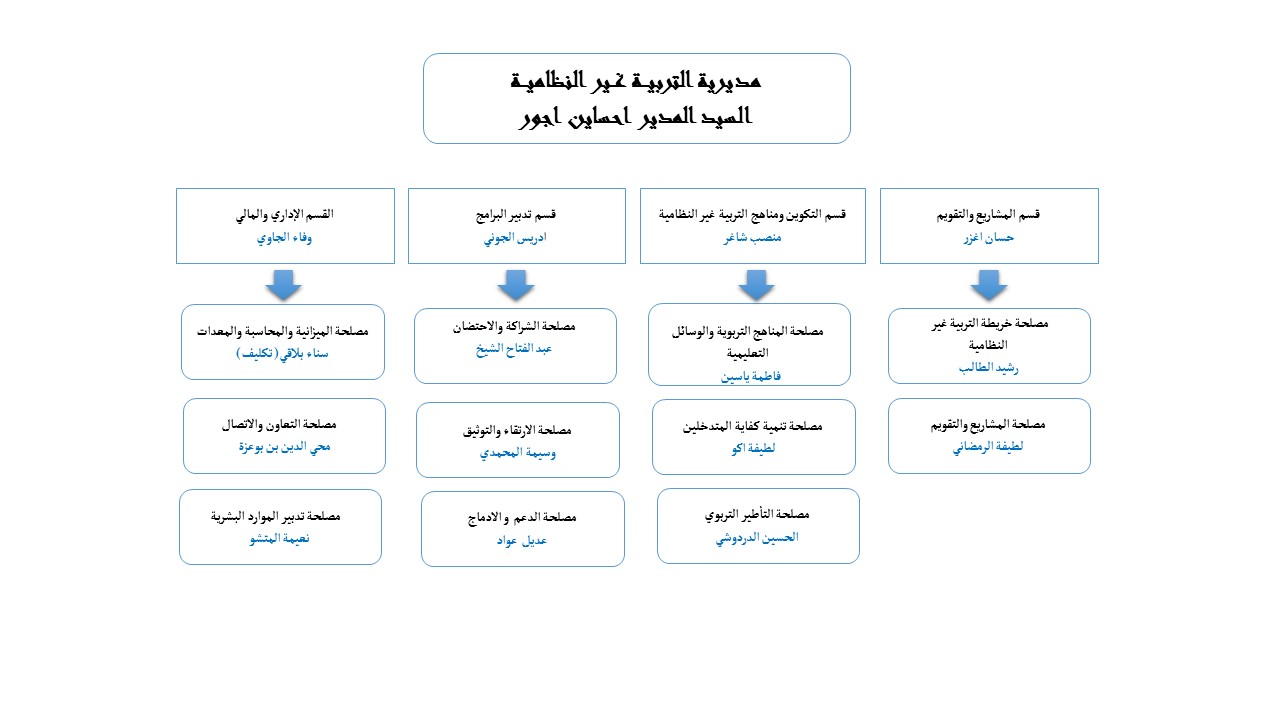 مديرية التربية غير النظامية
السيد المدير احساين اجور
قسم المشاريع والتقويم
حسان اغزر
قسم التكوين ومناهج التربية غير النظامية
منصب شاغر
قسم تدبير البرامج
ادريس الجوني
القسم الإداري والمالي
وفاء الجاوي
مصلحة خريطة التربية غير
النظامية
رشيد الطالب
مصلحة المناهج التربوية والوسائل
التعليمية
فاطمة ياسين
مصلحة الشراكة والاحتضان
عبد الفتاح الشيخ
مصلحة الميزانية والمحاسبة والمعدات
سناء بلاقي( تكليف )
مصلحة المشاريع والتقويم
لطيفة الرمضاني
مصلحة تنمية كفاية المتدخلين
لطيفة اكو
مصلحة الارتقاء والتوثيق
وسيمة المحمدي
مصلحة التعاون والاتصال
محي الدين بن بوعزة
مصلحة التأطير التربوي
الحسين الدردوشي
مصلحة الدعم و الادماج
عديل عواد
مصلحة تدبير الموارد البشرية
نعيمة المتشو